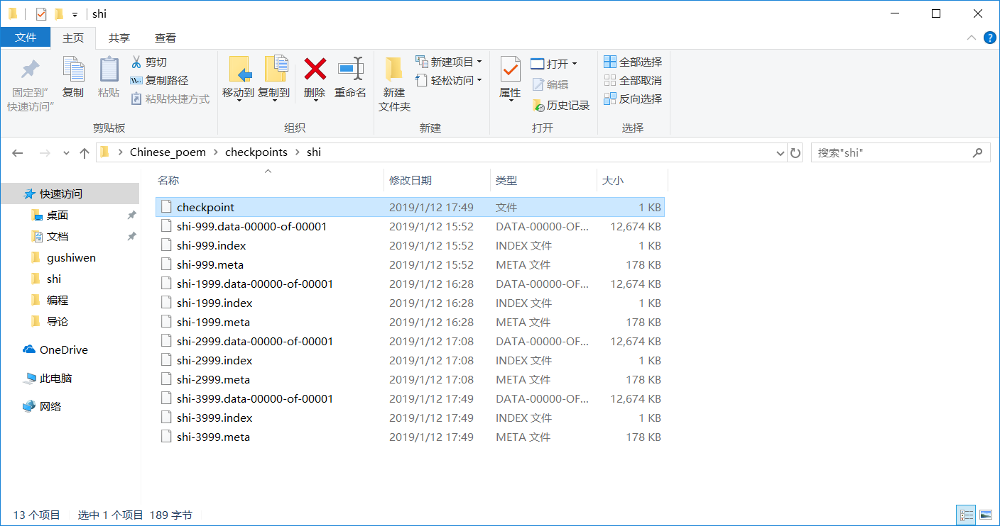 shi
文件 主页 共享 查看
固定到"快速访问"
复制
粘贴
剪切
复制路径
粘贴快捷方式
剪贴板
移动到
复制到
删除
重命名
组织
新建文件夹
新建项目
轻松访问
新建
属性
打开
编辑
历史记录
打开
全部选择
全部取消
反向选择
选择
Chinese_poem checkpoints shi
搜索"shi"
快速访问
桌面
文档
gushiwen
shi
编程
导论
OneDrive
此电脑
网络
名称 修改日期 类型 大小
checkpoint 2019/1/12 17:49 文件 1 KB
shi-999.data-00000-of-00001 2019/1/12 15:52 DATA-00000-OF... 12,674 KB
shi-999.index 2019/1/12 15:52 INDEX 文件 1 KB
shi-999.meta 2019/1/12 15:52 META 文件 178 KB
shi-1999.data-00000-of-00001 2019/1/12 16:28 DATA-00000-OF... 12,674 KB
shi-1999.index 2019/1/12 16:28 INDEX 文件 1 KB
shi-1999.meta 2019/1/12 16:28 META 文件 178 KB
shi-2999.data-00000-of-00001 2019/1/12 17:08 DATA-00000-OF... 12,674 KB
shi-2999.index 2019/1/12 17:08 INDEX 文件 1 KB
shi-2999.meta 2019/1/12 17:08 META 文件 178 KB
shi-3999.data-00000-of-00001 2019/1/12 17:49 DATA-00000-OF... 12,674 KB
shi-3999.index 2019/1/12 17:49 INDEX 文件 1 KB
shi-3999.meta 2019/1/12 17:49 META 文件 178 KB
13 个项目 选中 1 个项目 189 字节